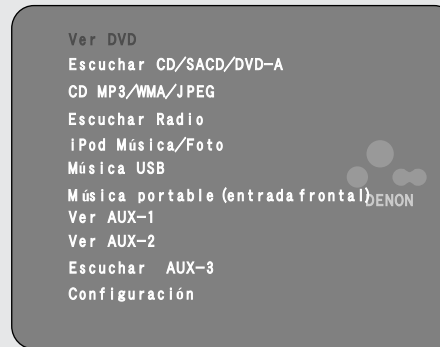 Ver DVD
Escuchar CD/SACD/DVD-A
CD MP3/WMA/JPEG
Escuchar Radio
iPod Música/Foto
Música USB
Música portable (entrada frontal)
DENON
Ver AUX-1
Ver AUX-2
Escuchar AUX-3
Configuración